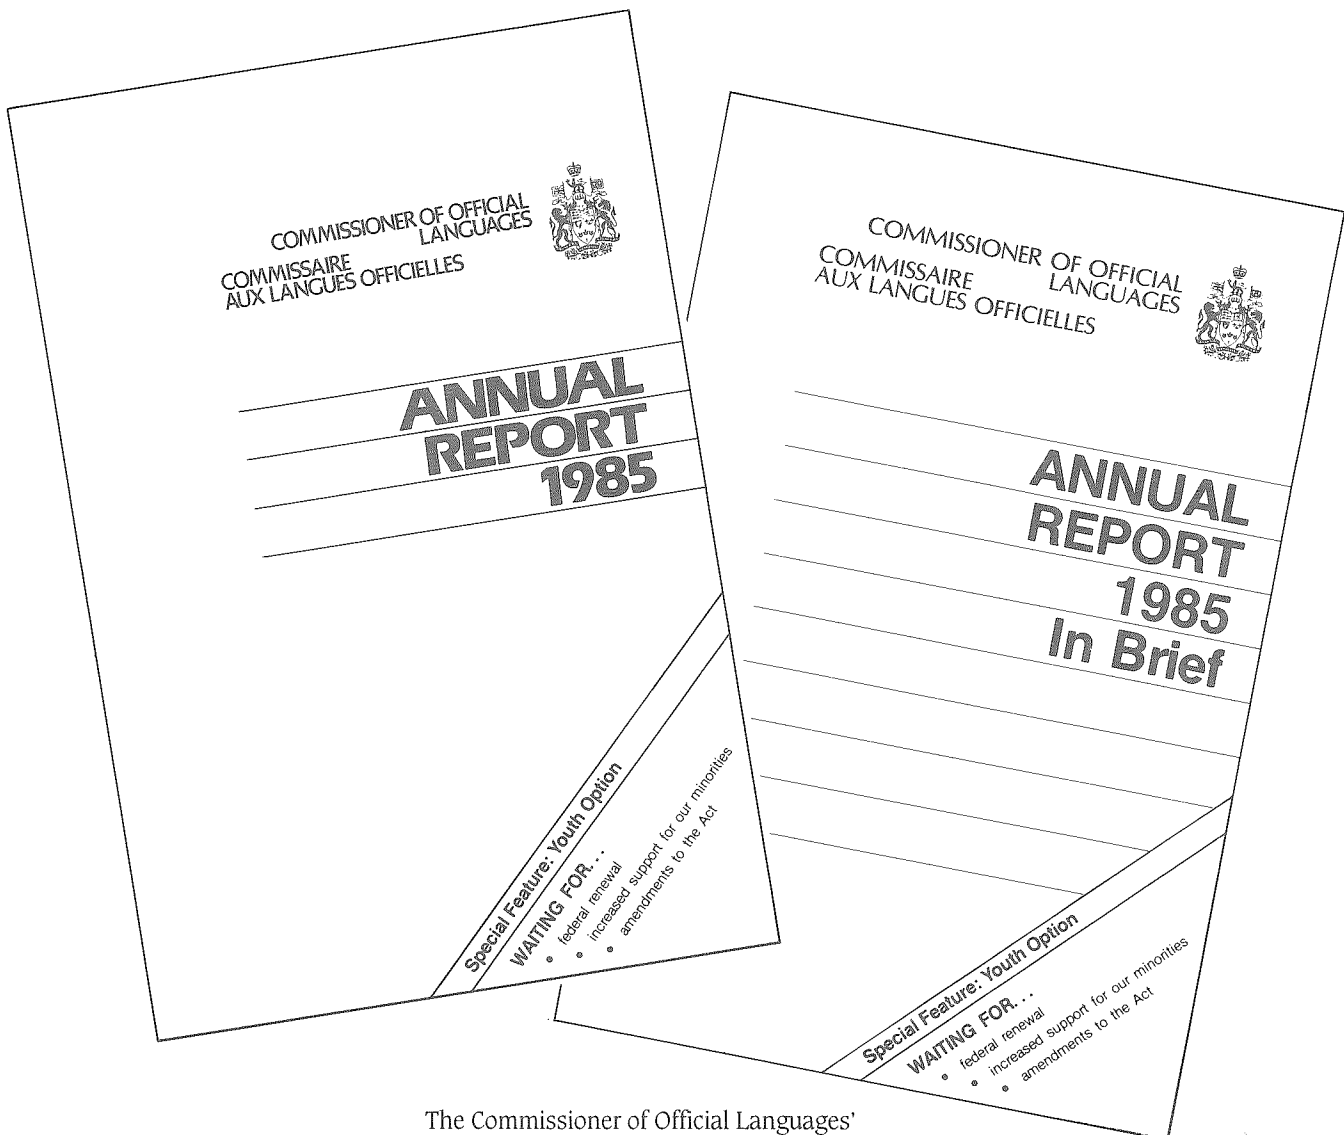 COMMISSIONER OF OFFICIAL
LANGUAGES
COMMISSAIRE
AUX LANGUES OFFICIELLES
ANNUAL
REPORT
1985
Special Feature: Youth Option
WAITING FOR...
• federal renewal
• increased support for our minorities
• amendments to the Act
COMMISSIONER OF OFFICIAL
LANGUAGES
COMMISSAIRE
AUX LANGUES OFFICIELLES
ANNUAL
REPORT
1985
In Brief
Special Feature: Youth Option
WAITING FOR...
• federal renewal
• increased support for our minorities
• amendments to the Act
The Commissioner of Official Languages'